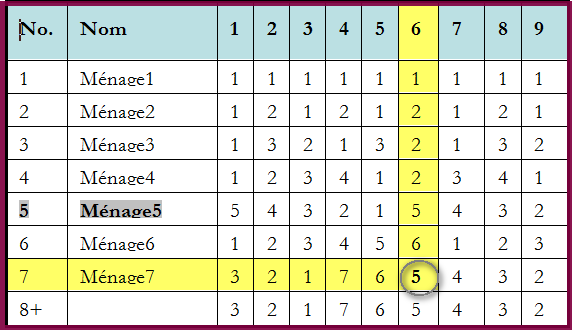 No. Nom 1 2 3 4 5 6 7 8 9
1 Ménage1 1 1 1 1 1 1 1 1 1
2 Ménage2 1 2 1 2 1 2 1 2 1
3 Ménage3 1 3 2 1 3 2 1 3 2
4 Ménage4 1 2 3 4 1 2 3 4 1
5 Ménage5 5 4 3 2 1 5 4 3 2
6 Ménage6 1 2 3 4 5 6 1 2 3
7 Ménage7 3 2 1 7 6 5 4 3 2
8+ 3 2 1 7 6 5 4 3 2